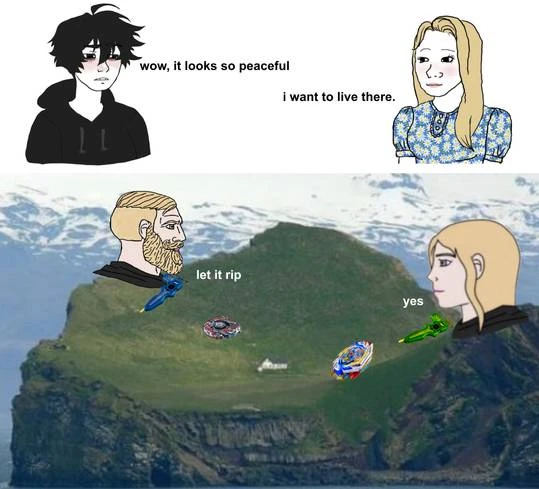 wow, it looks so peaceful
i want to live there.
let it rip
yes